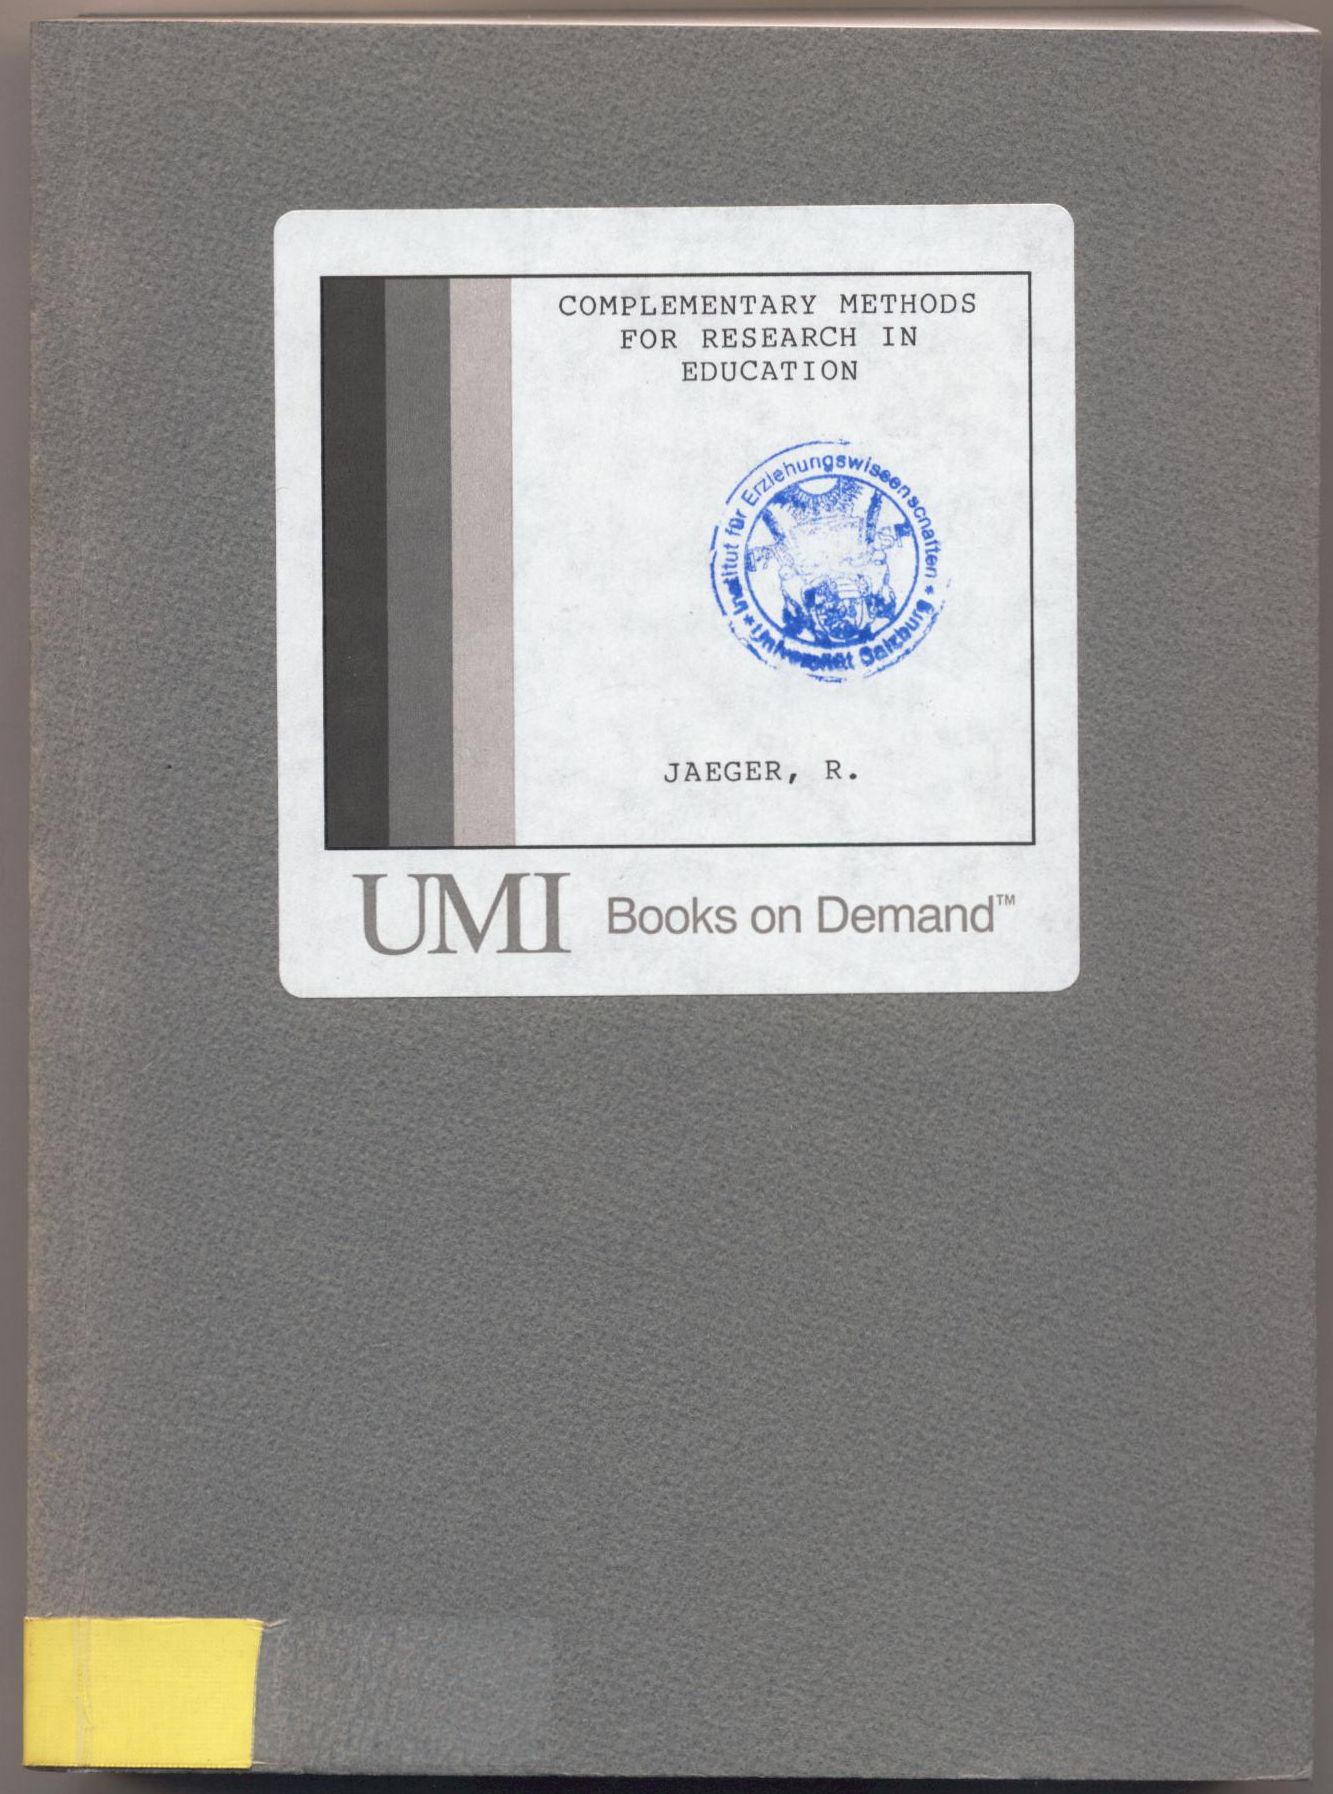 COMPLEMENTARY METHODS
FOR RESEARCH IN
EDUCATION
Institut für Erziehungswissenschaften * Universität Salzburg *
JAEGER, R.
UMI Books on Demand™